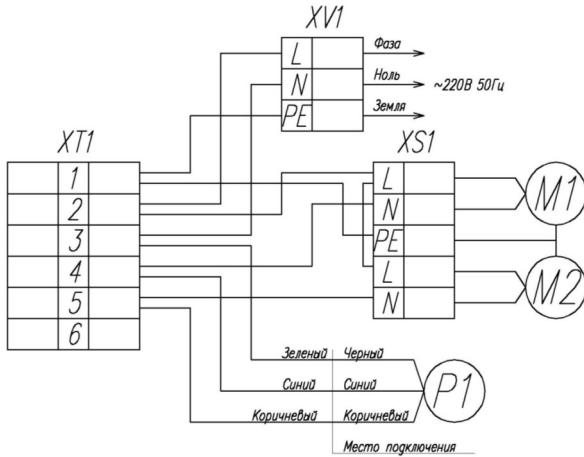 XV1
L Фаза
N Ноль ~220В 50Гц
PE Земля
XT1
1
2
3
4
5
6
XS1
L
N
PE
L
N
M1
M2
Зеленый Черный
Синий Синий
Коричневый Коричневый
P1
Место подключения